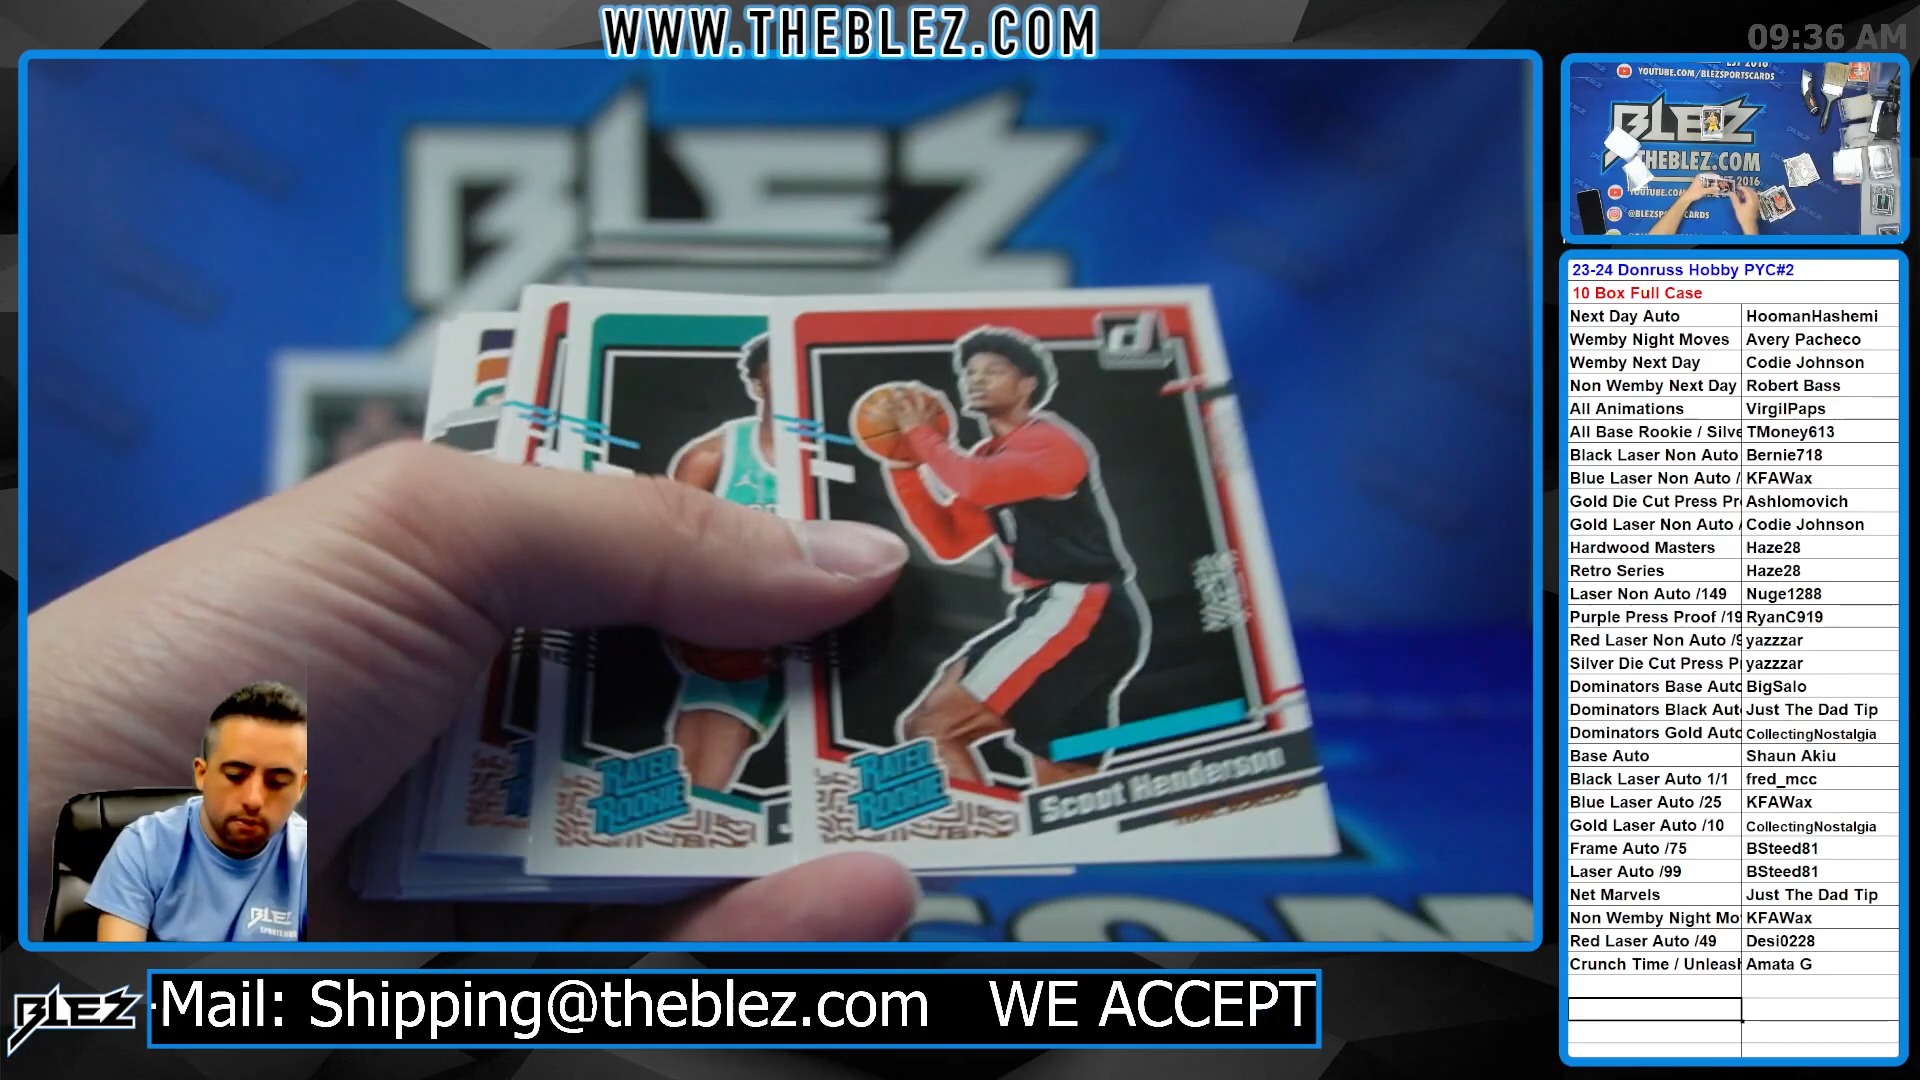 WWW.THEBLEZ.COM
09:36 AM
BLEZ
d
RATED ROOKIE
RATED ROOKIE
Scoot Henderson
BLEZ
YOUTUBE.COM/BLEZSPORTSCARDS
BLEZ
THEBLEZ.COM
23-24 Donruss Hobby PYC#2
10 Box Full Case
Next Day Auto HoomanHashemi
Wemby Night Moves Avery Pacheco
Wemby Next Day Codie Johnson
Non Wemby Next Day Robert Bass
All Animations VirgilPaps
All Base Rookie / Silve TMoney613
Black Laser Non Auto Bernie718
Blue Laser Non Auto / KFAWax
Gold Die Cut Press Pr Ashlomovich
Gold Laser Non Auto / Codie Johnson
Hardwood Masters Haze28
Retro Series Haze28
Laser Non Auto /149 Nuge1288
Purple Press Proof /19 RyanC919
Red Laser Non Auto /9 yazzzar
Silver Die Cut Press P yazzzar
Dominators Base Auto BigSalo
Dominators Black Aut Just The Dad Tip
Dominators Gold Auto CollectingNostalgia
Base Auto Shaun Akiu
Black Laser Auto 1/1 fred_mcc
Blue Laser Auto /25 KFAWax
Gold Laser Auto /10 CollectingNostalgia
Frame Auto /75 BSteed81
Laser Auto /99 BSteed81
Net Marvels Just The Dad Tip
Non Wemby Night Mo KFAWax
Red Laser Auto /49 Desi0228
Crunch Time / Unleash Amata G
BLEZ
-Mail: Shipping@theblez.com WE ACCEPT